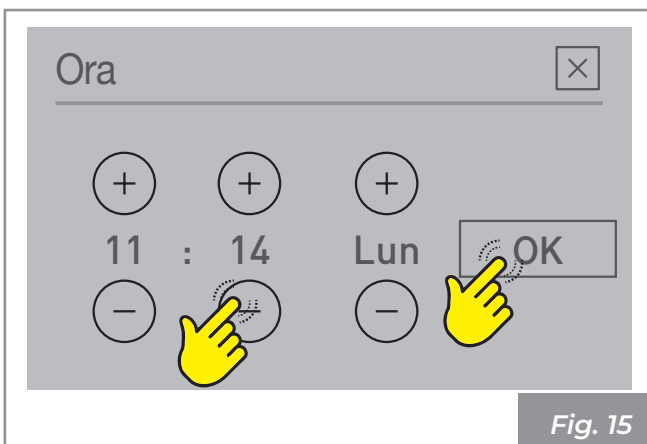 Ora ×
+ + +
11 : 14 Lun OK
− − −
Fig. 15